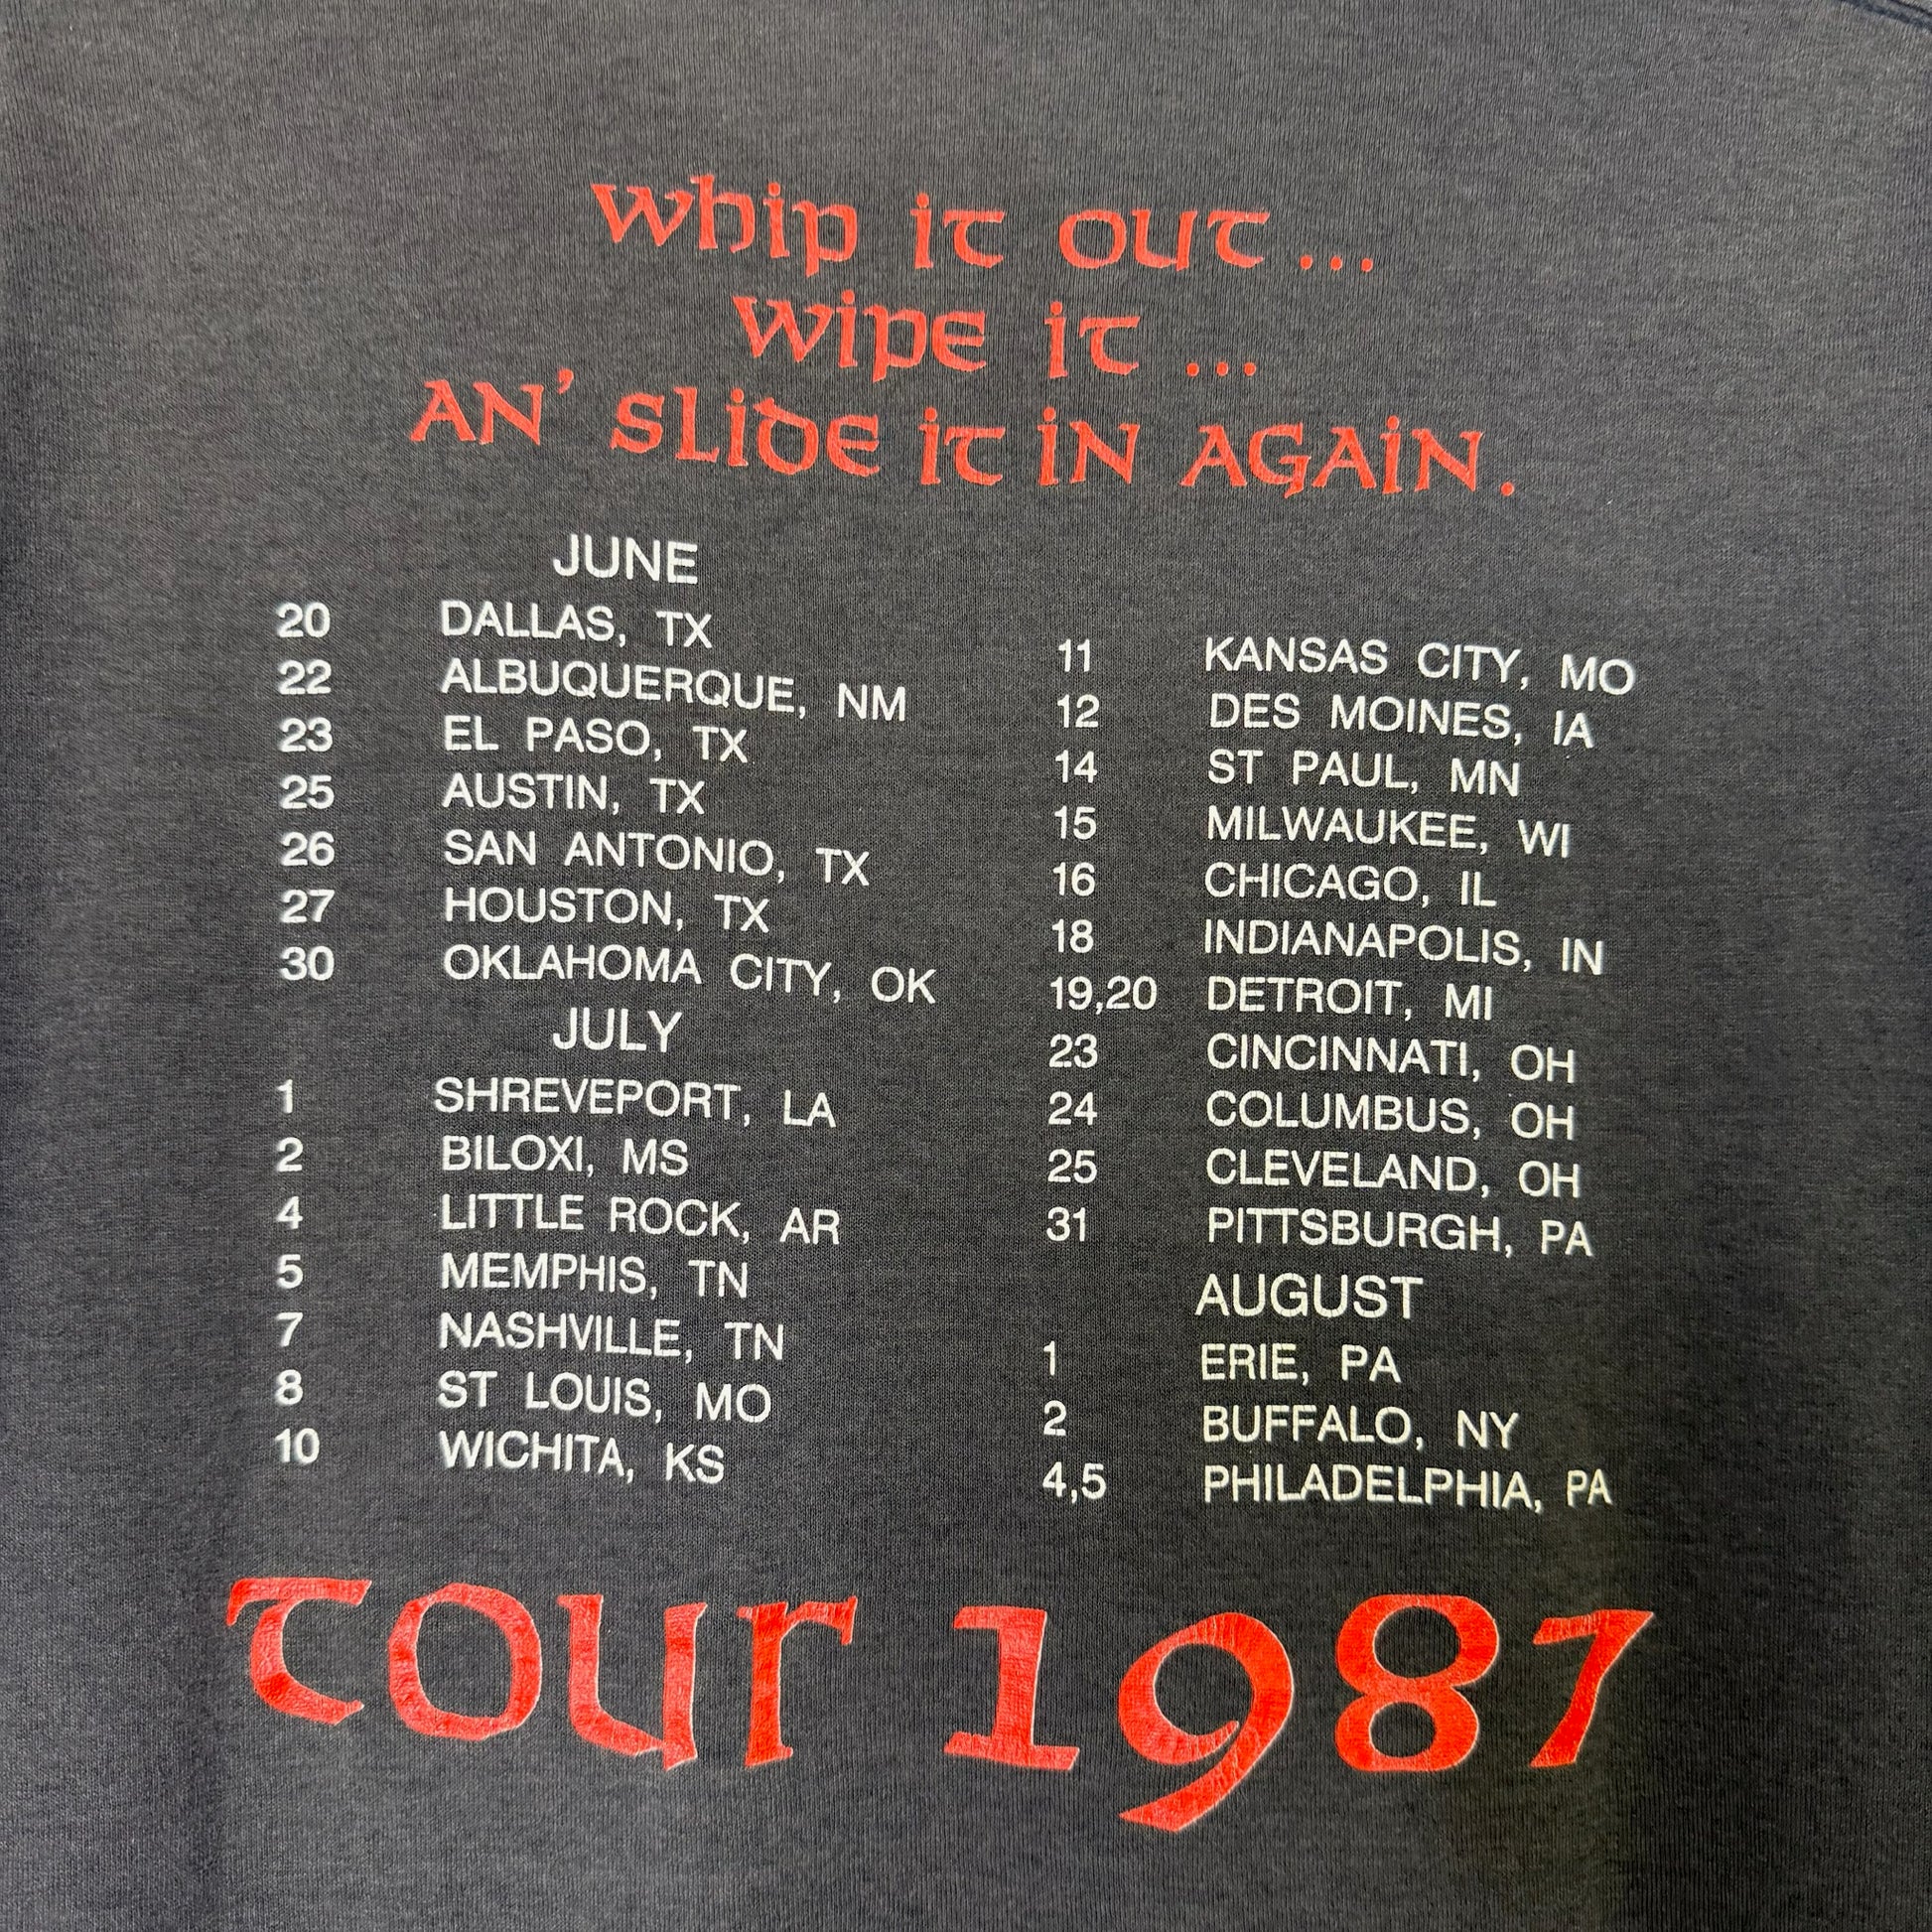 whip it out...
wipe it...
AN' sLiDE it iN AGAiN.
JUNE
20 DALLAS, TX
22 ALBUQUERQUE, NM
23 EL PASO, TX
25 AUSTIN, TX
26 SAN ANTONIO, TX
27 HOUSTON, TX
30 OKLAHOMA CITY, OK
JULY
1 SHREVEPORT, LA
2 BILOXI, MS
4 LITTLE ROCK, AR
5 MEMPHIS, TN
7 NASHVILLE, TN
8 ST LOUIS, MO
10 WICHITA, KS
11 KANSAS CITY, MO
12 DES MOINES, IA
14 ST PAUL, MN
15 MILWAUKEE, WI
16 CHICAGO, IL
18 INDIANAPOLIS, IN
19,20 DETROIT, MI
23 CINCINNATI, OH
24 COLUMBUS, OH
25 CLEVELAND, OH
31 PITTSBURGH, PA
AUGUST
1 ERIE, PA
2 BUFFALO, NY
4,5 PHILADELPHIA, PA
tour 1987